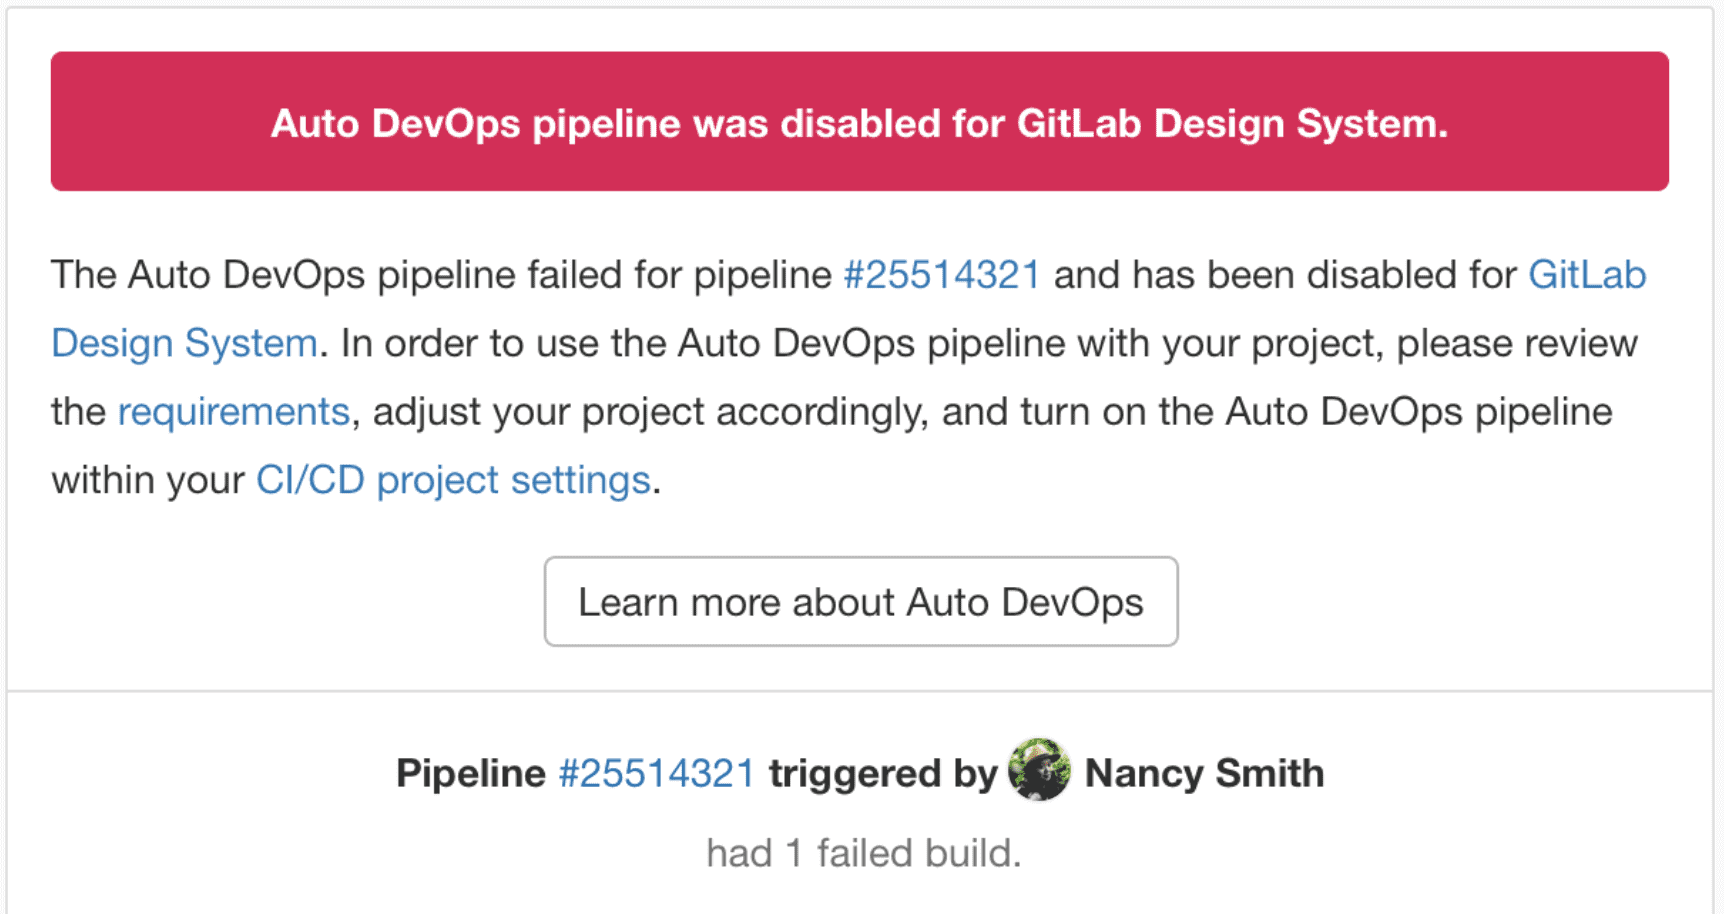 Auto DevOps pipeline was disabled for GitLab Design System.
The Auto DevOps pipeline failed for pipeline #25514321 and has been disabled for GitLab
Design System. In order to use the Auto DevOps pipeline with your project, please review
the requirements, adjust your project accordingly, and turn on the Auto DevOps pipeline
within your CI/CD project settings.
Learn more about Auto DevOps
Pipeline #25514321 triggered by Nancy Smith
had 1 failed build.